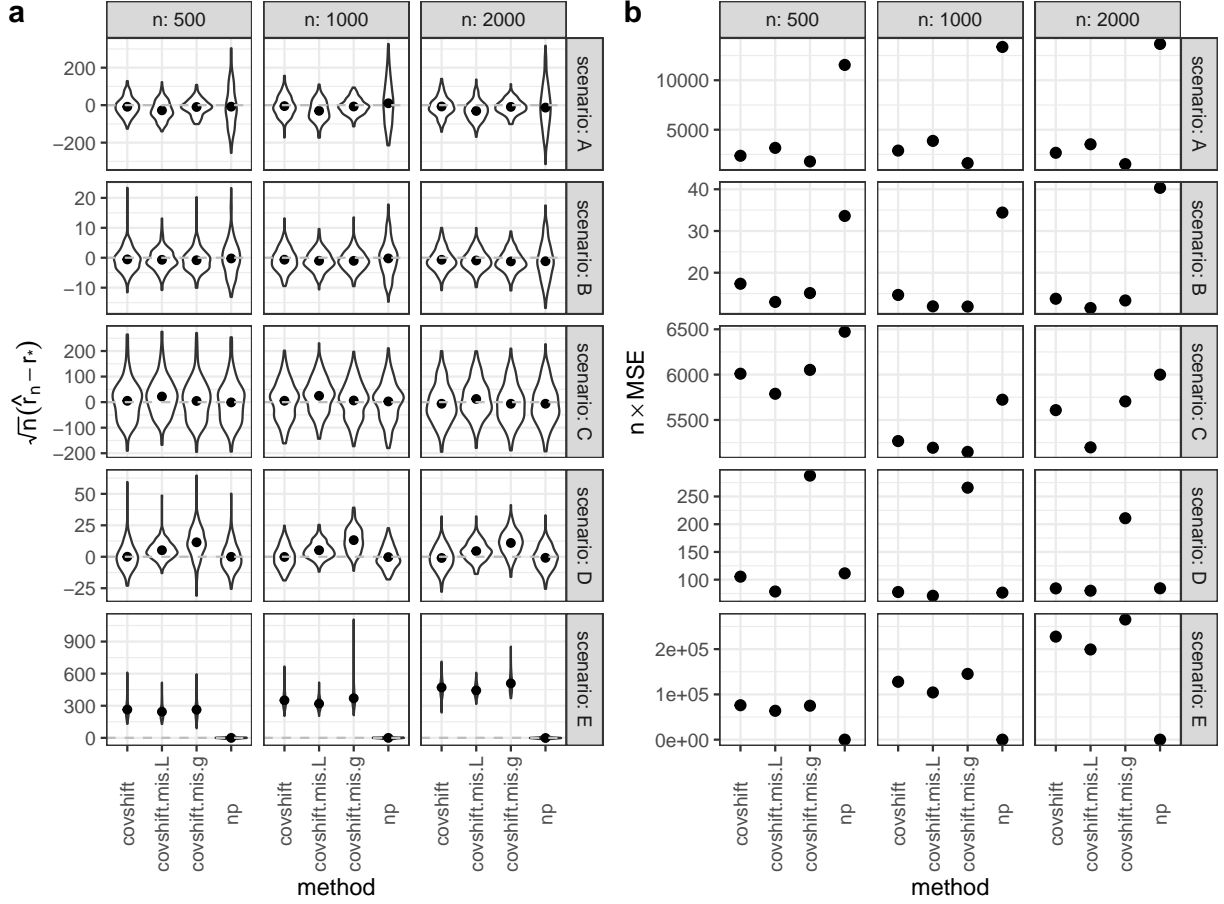 a
n: 500 n: 1000 n: 2000
200
0
−200
scenario: A
20
10
0
−10
scenario: B
200
100
0
−100
−200
scenario: C
50
25
0
−25
scenario: D
900
600
300
0
scenario: E
√n(r̂n − r*)
covshift covshift.mis.L covshift.mis.g np
covshift covshift.mis.L covshift.mis.g np
covshift covshift.mis.L covshift.mis.g np
method
b
n: 500 n: 1000 n: 2000
10000
5000
scenario: A
40
30
20
scenario: B
6500
6000
5500
scenario: C
250
200
150
100
scenario: D
2e+05
1e+05
0e+00
scenario: E
n × MSE
covshift covshift.mis.L covshift.mis.g np
covshift covshift.mis.L covshift.mis.g np
covshift covshift.mis.L covshift.mis.g np
method